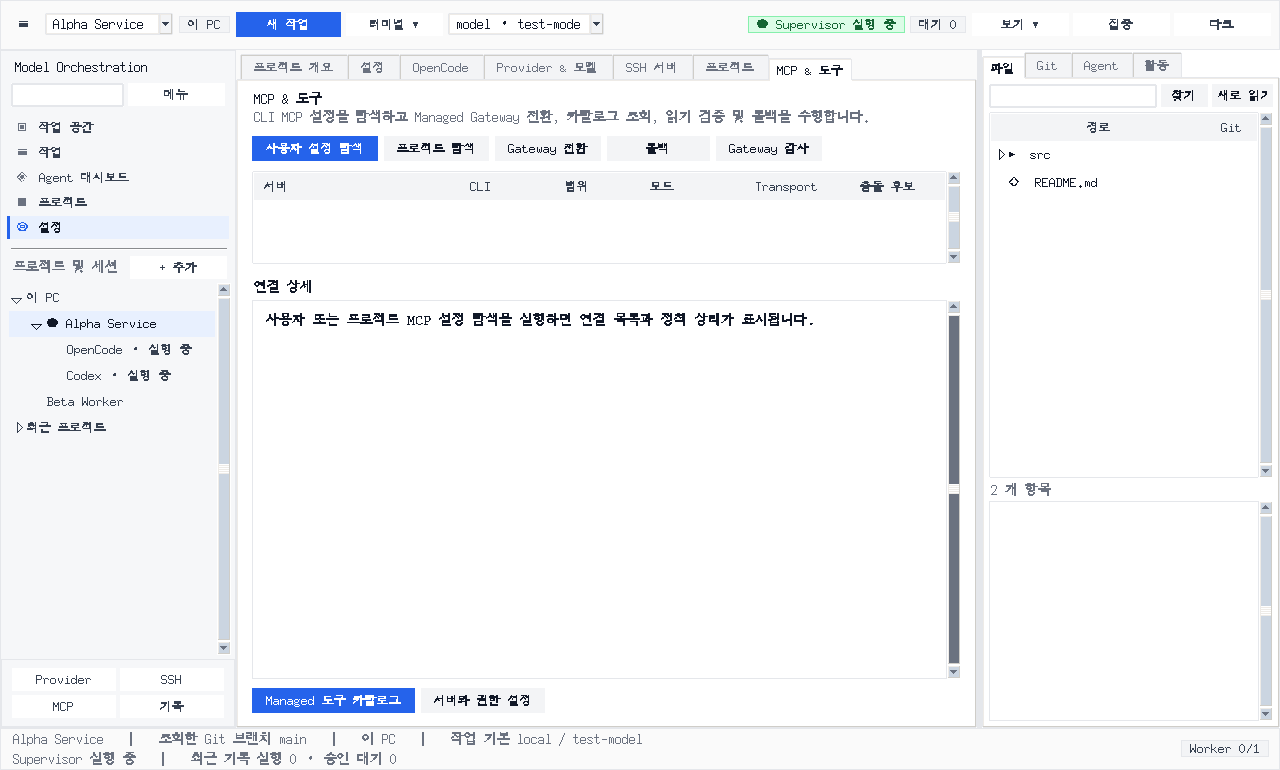 Alpha Service 이 PC 새 작업 터미널 ▼ model • test-mode Supervisor 실행 중 대기 0 보기 ▼ 집중 다크
Model Orchestration
메뉴
작업 공간
작업
Agent 대시보드
프로젝트
설정
프로젝트 및 세션 + 추가
이 PC
Alpha Service
OpenCode • 실행 중
Codex • 실행 중
Beta Worker
최근 프로젝트
Provider SSH
MCP 기록
프로젝트 개요 설정 OpenCode Provider & 모델 SSH 서버 프로젝트 MCP & 도구
MCP & 도구
CLI MCP 설정을 탐색하고 Managed Gateway 전환, 카탈로그 조회, 읽기 검증 및 롤백을 수행합니다.
사용자 설정 탐색 프로젝트 탐색 Gateway 전환 롤백 Gateway 감사
서버 CLI 범위 모드 Transport 충돌 후보
연결 상세
사용자 또는 프로젝트 MCP 설정 탐색을 실행하면 연결 목록과 정책 상태가 표시됩니다.
Managed 도구 카탈로그 서버와 권한 설정
파일 Git Agent 활동
찾기 새로 읽기
경로 Git
src
README.md
2 개 항목
Alpha Service | 조회한 Git 브랜치 main | 이 PC | 작업 기본 local / test-model
Supervisor 실행 중 | 최근 기록 실행 0 • 승인 대기 0
Worker 0/1